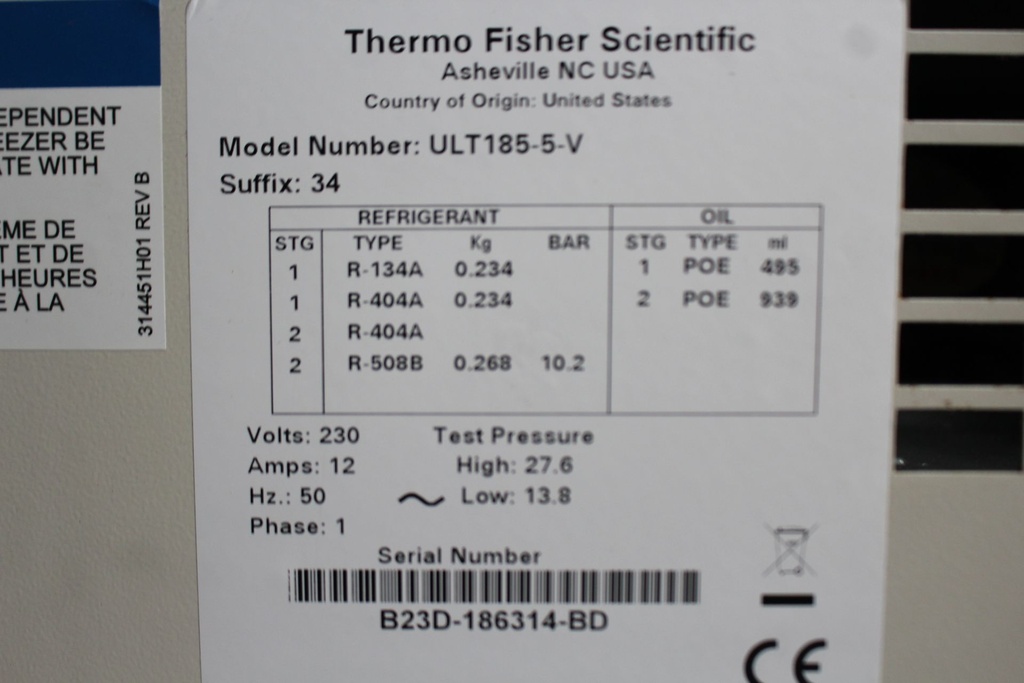 EPENDENT
EEZER BE
TE WITH
EME DE
T ET DE
HEURES
E À LA
314451H01 REV B
Thermo Fisher Scientific
Asheville NC USA
Country of Origin: United States
Model Number: ULT185-5-V
Suffix: 34
REFRIGERANT OIL
STG TYPE Kg BAR STG TYPE ml
1 R-134A 0.234 1 POE 495
1 R-404A 0.234 2 POE 939
2 R-404A
2 R-508B 0.268 10.2
Volts: 230 Test Pressure
Amps: 12 High: 27.6
Hz.: 50 ~ Low: 13.8
Phase: 1
Serial Number
B23D-186314-BD
CE